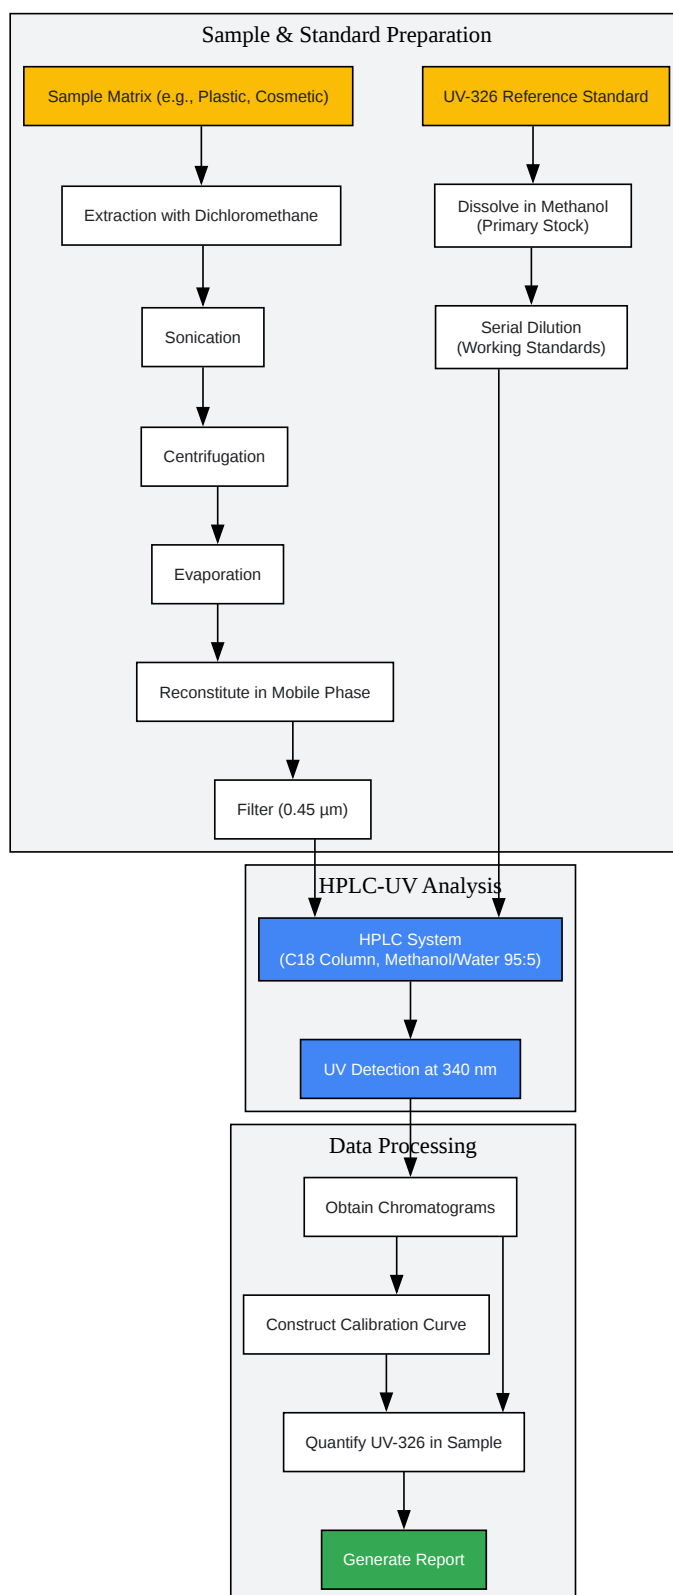 Sample & Standard Preparation
Sample Matrix (e.g., Plastic, Cosmetic)
UV-326 Reference Standard
Extraction with Dichloromethane
Dissolve in Methanol
(Primary Stock)
Sonication
Serial Dilution
(Working Standards)
Centrifugation
Evaporation
Reconstitute in Mobile Phase
Filter (0.45 µm)
HPLC-UV Analysis
HPLC System
(C18 Column, Methanol/Water 95:5)
UV Detection at 340 nm
Data Processing
Obtain Chromatograms
Construct Calibration Curve
Quantify UV-326 in Sample
Generate Report